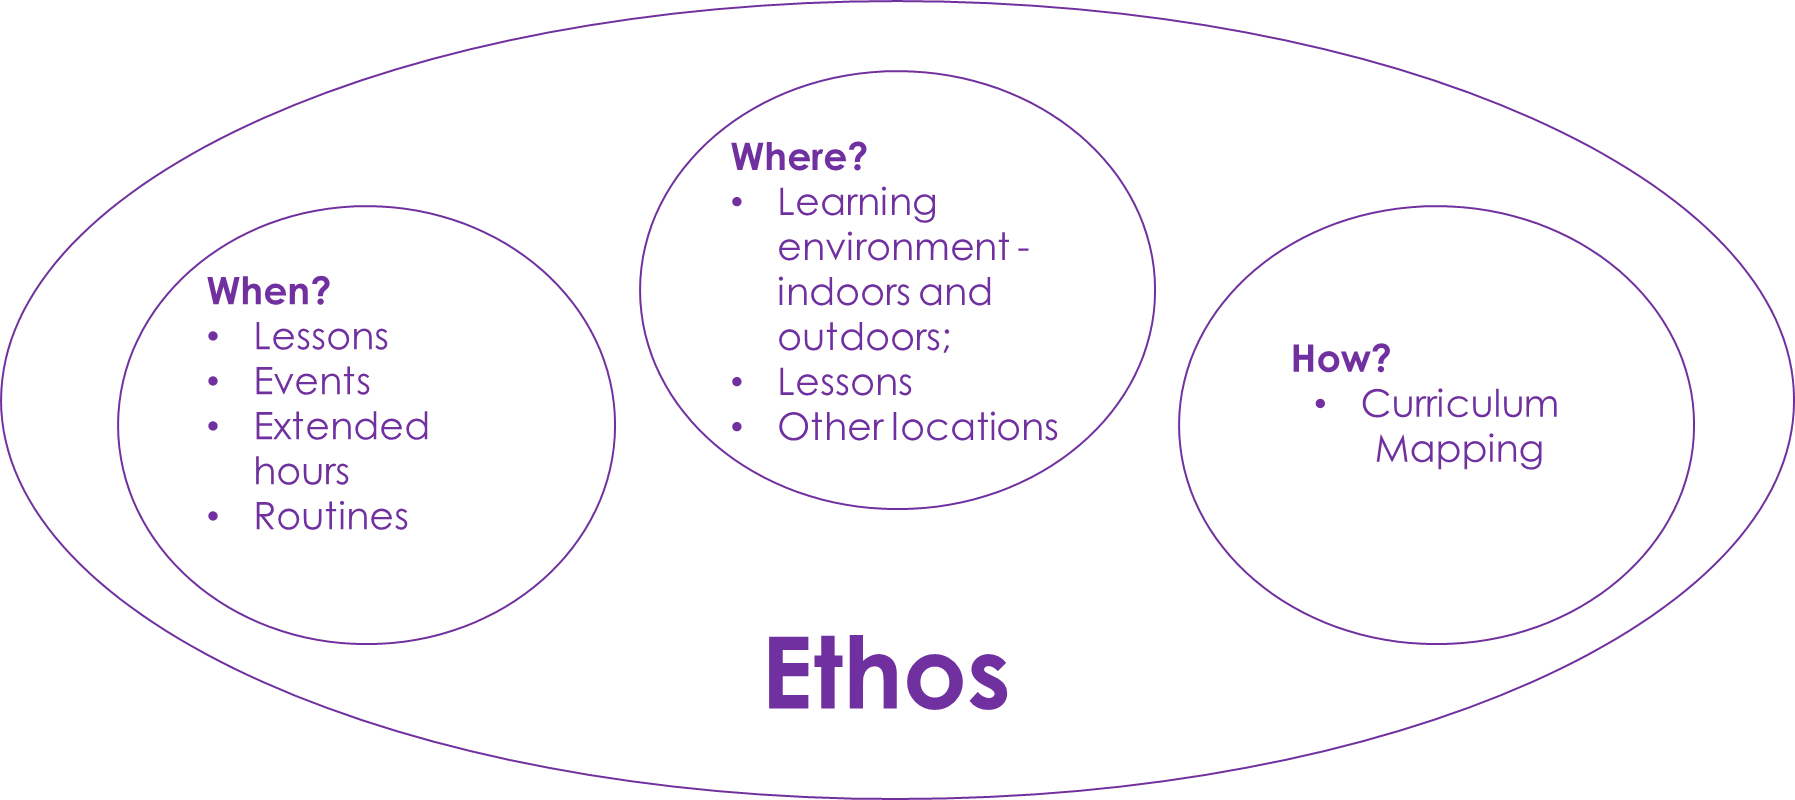 When?
• Lessons
• Events
• Extended
hours
• Routines
Where?
• Learning
environment -
indoors and
outdoors;
• Lessons
• Other locations
How?
• Curriculum
Mapping
Ethos